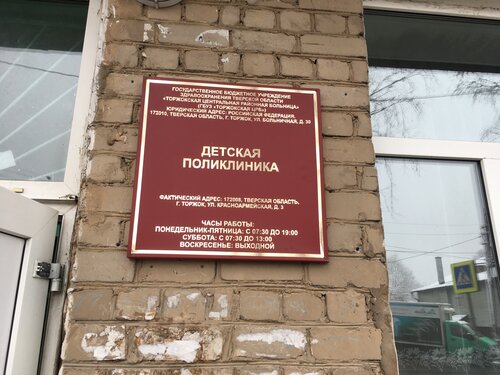 ГОСУДАРСТВЕННОЕ БЮДЖЕТНОЕ УЧРЕЖДЕНИЕ
ЗДРАВООХРАНЕНИЯ ТВЕРСКОЙ ОБЛАСТИ
«ТОРЖОКСКАЯ ЦЕНТРАЛЬНАЯ РАЙОННАЯ БОЛЬНИЦА»
(ГБУЗ «ТОРЖОКСКАЯ ЦРБ»)
ЮРИДИЧЕСКИЙ АДРЕС: РОССИЙСКАЯ ФЕДЕРАЦИЯ,
172010, ТВЕРСКАЯ ОБЛАСТЬ, Г. ТОРЖОК, УЛ. БОЛЬНИЧНАЯ, Д. 30
ДЕТСКАЯ
ПОЛИКЛИНИКА
ФАКТИЧЕСКИЙ АДРЕС: 172008, ТВЕРСКАЯ ОБЛАСТЬ,
Г. ТОРЖОК, УЛ. КРАСНОАРМЕЙСКАЯ, Д. 3
ЧАСЫ РАБОТЫ:
ПОНЕДЕЛЬНИК-ПЯТНИЦА: С 07:30 ДО 19:00
СУББОТА: С 07:30 ДО 13:00
ВОСКРЕСЕНЬЕ: ВЫХОДНОЙ